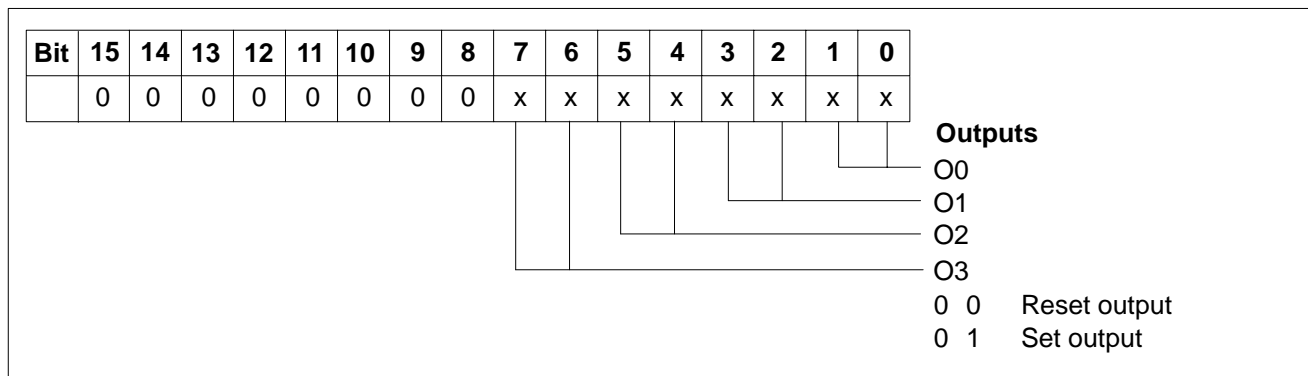 Bit 15 14 13 12 11 10 9 8 7 6 5 4 3 2 1 0
0 0 0 0 0 0 0 0 x x x x x x x x
Outputs
O0
O1
O2
O3
0 0 Reset output
0 1 Set output